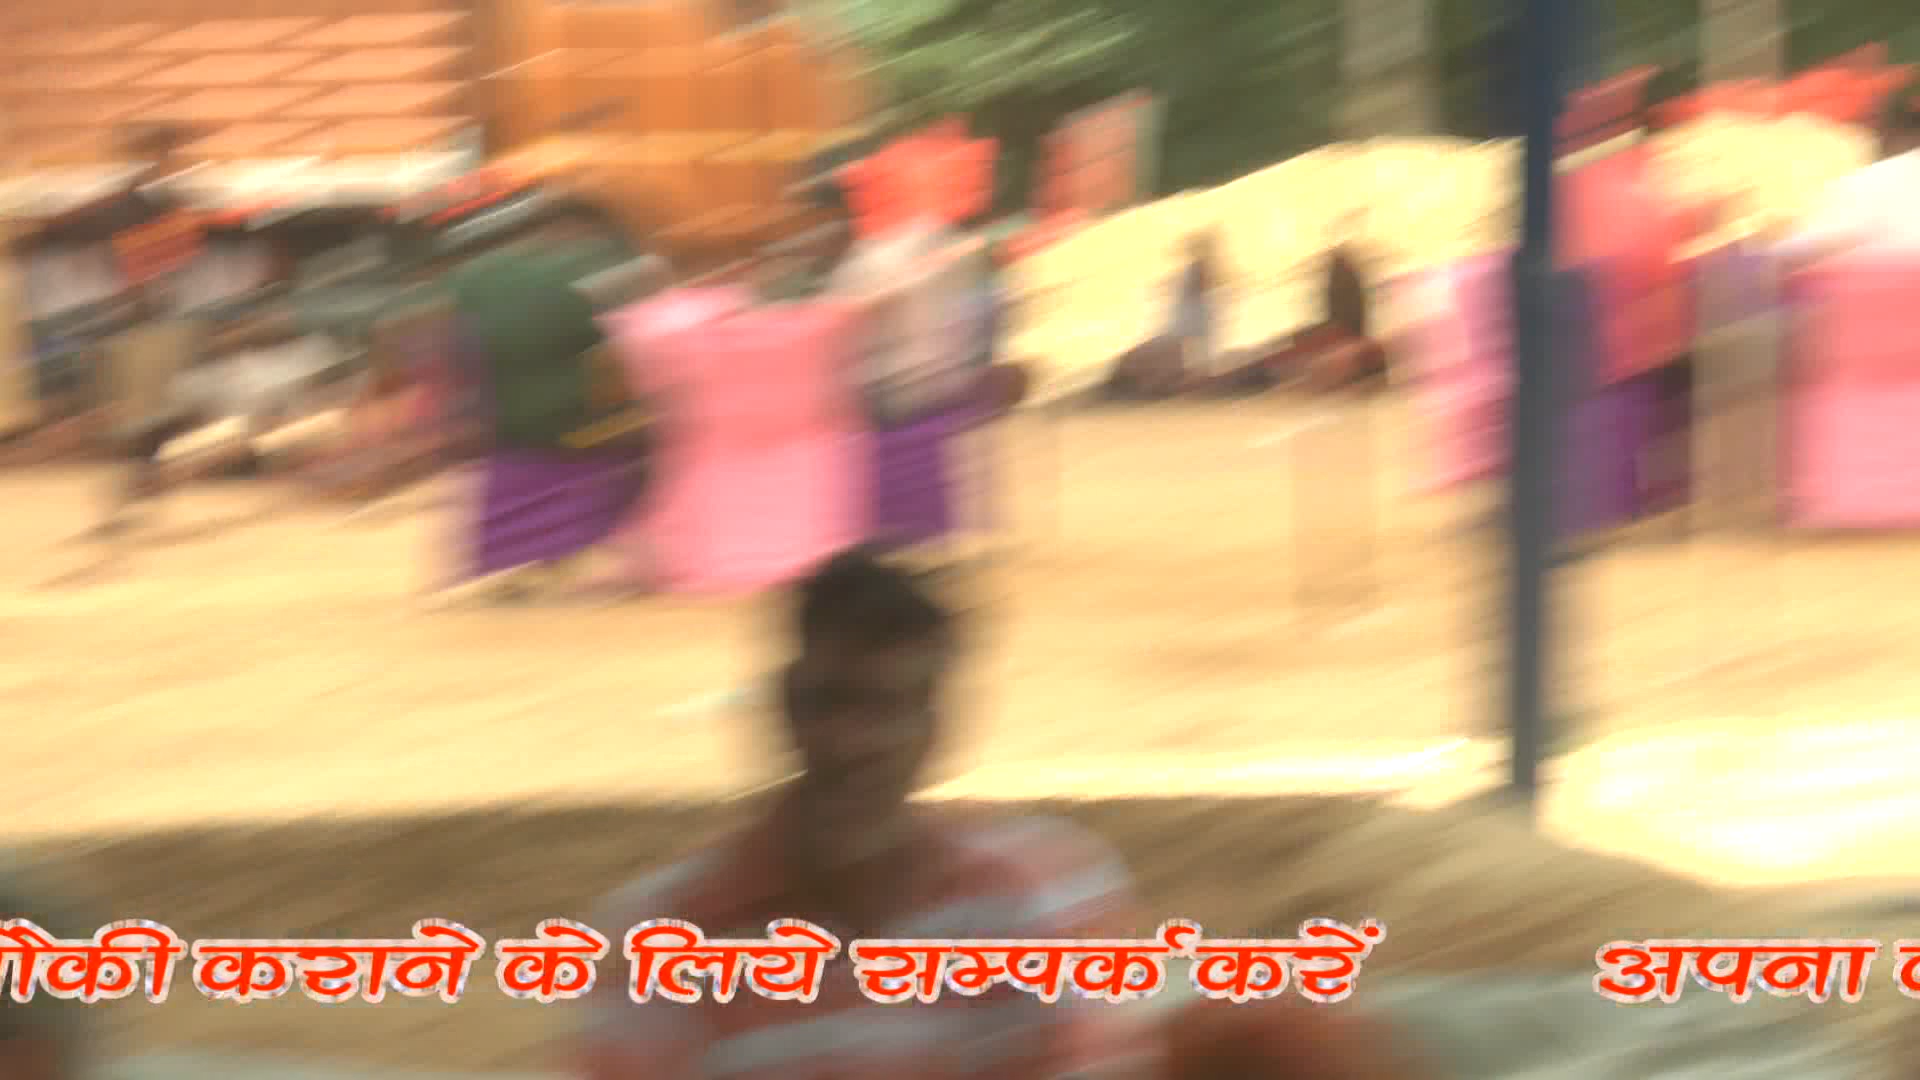 कराने के लिये सम्पर्क करें अपना